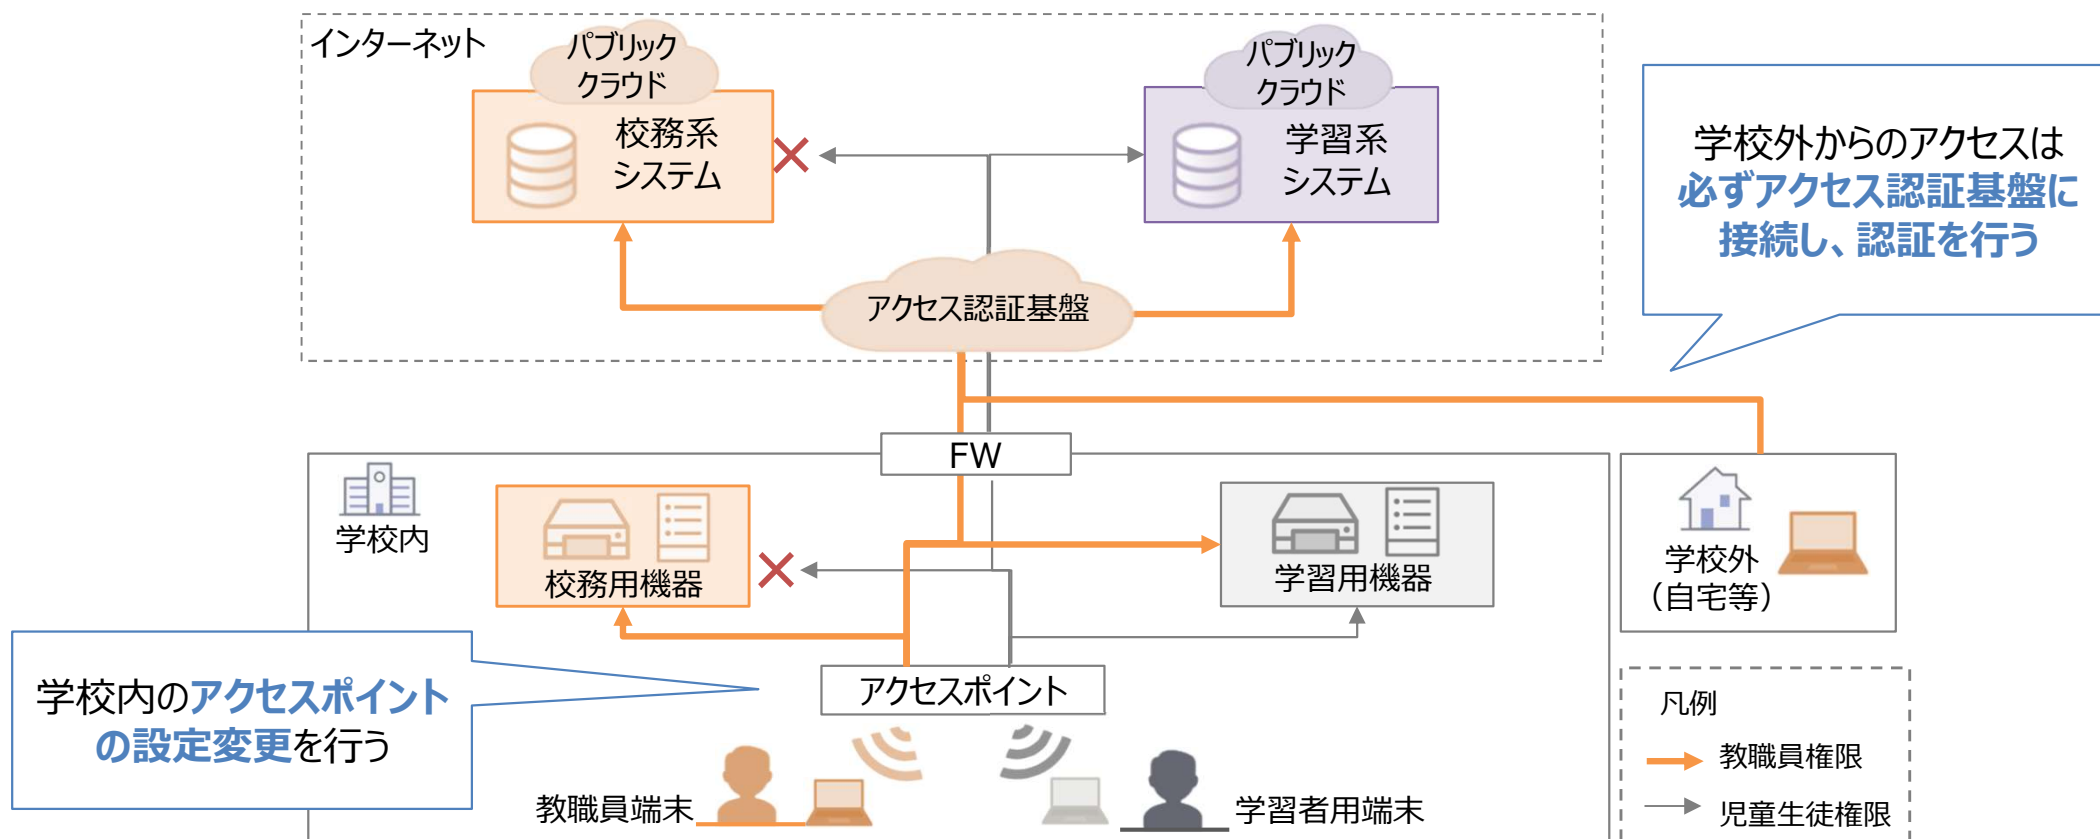 インターネット
パブリック
クラウド
校務系
システム
パブリック
クラウド
学習系
システム
アクセス認証基盤
学校外からのアクセスは
必ずアクセス認証基盤に
接続し、認証を行う
FW
学校内
校務用機器
学習用機器
学校外
（自宅等）
学校内のアクセスポイント
の設定変更を行う
アクセスポイント
教職員端末
学習者用端末
凡例
教職員権限
児童生徒権限